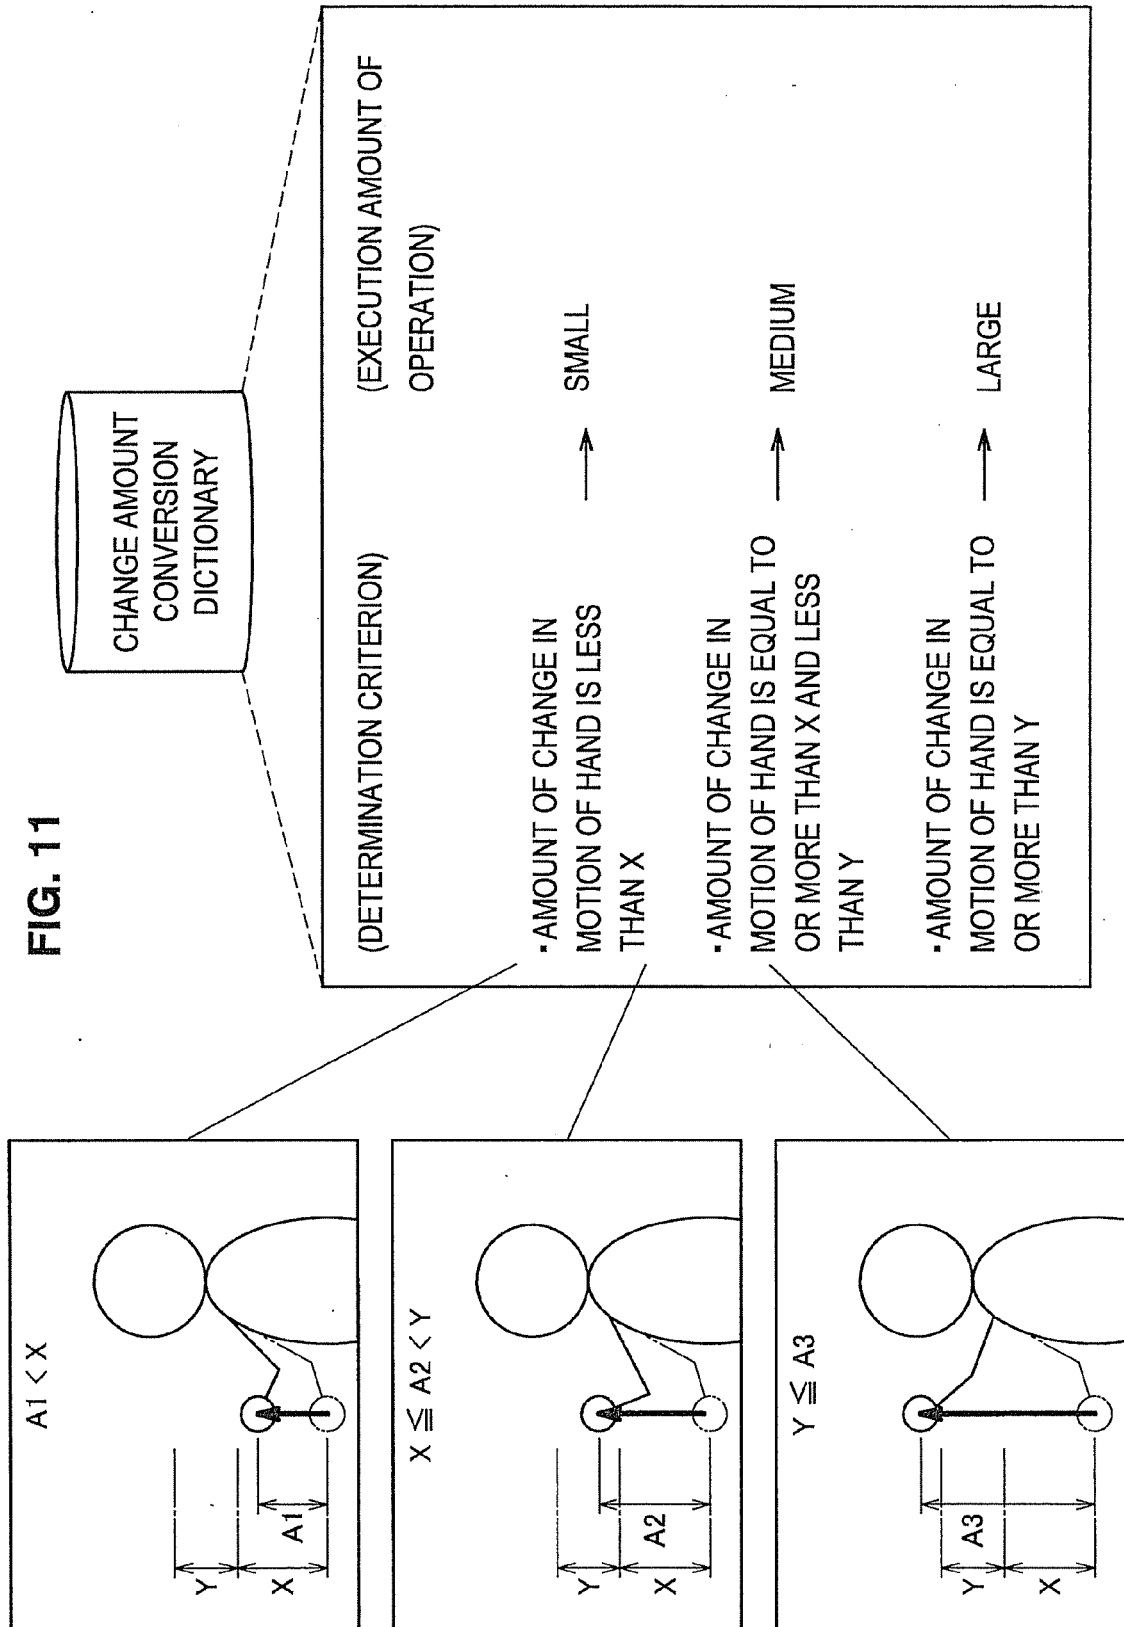 FIG. 11
CHANGE AMOUNT
CONVERSION
DICTIONARY
A1 < X
Y
X
A1
X ≦ A2 < Y
Y
X
A2
Y ≦ A3
Y
X
A3
(DETERMINATION CRITERION)
(EXECUTION AMOUNT OF
OPERATION)
・AMOUNT OF CHANGE IN
MOTION OF HAND IS LESS
THAN X
→ SMALL
・AMOUNT OF CHANGE IN
MOTION OF HAND IS EQUAL TO
OR MORE THAN X AND LESS
THAN Y
→ MEDIUM
・AMOUNT OF CHANGE IN
MOTION OF HAND IS EQUAL TO
OR MORE THAN Y
→ LARGE